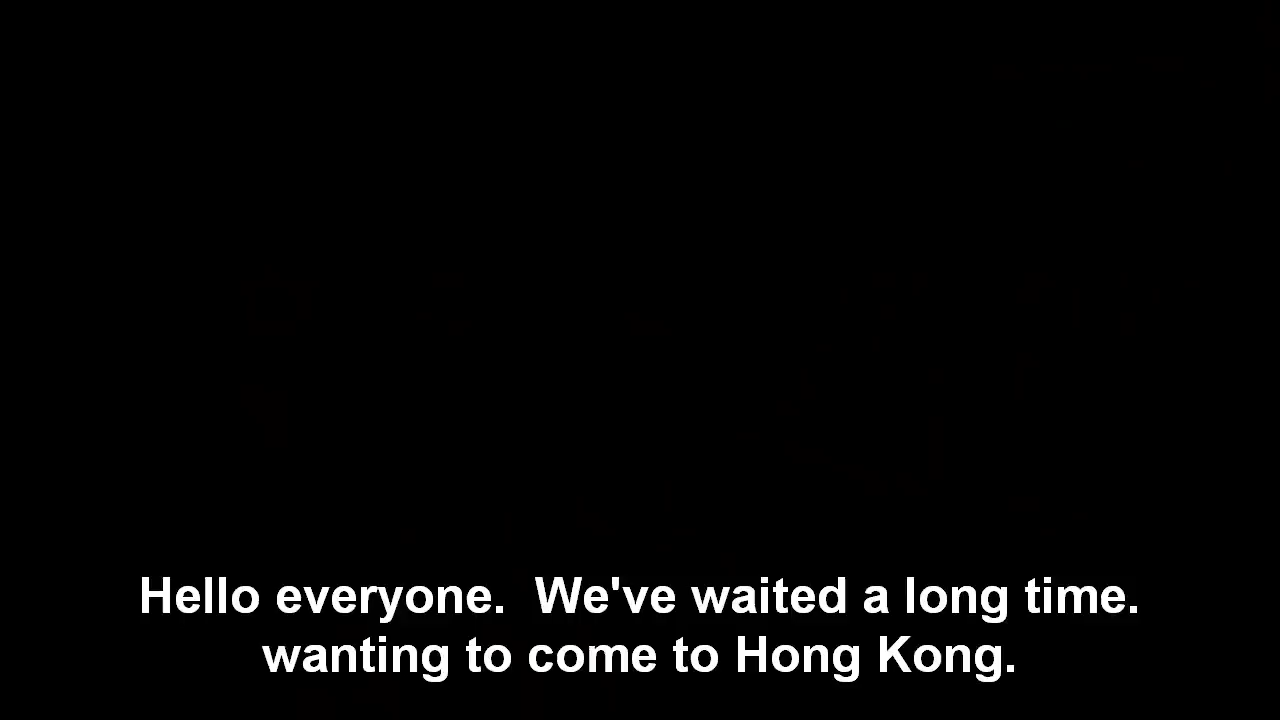 Hello everyone.  We've waited a long time.
wanting to come to Hong Kong.